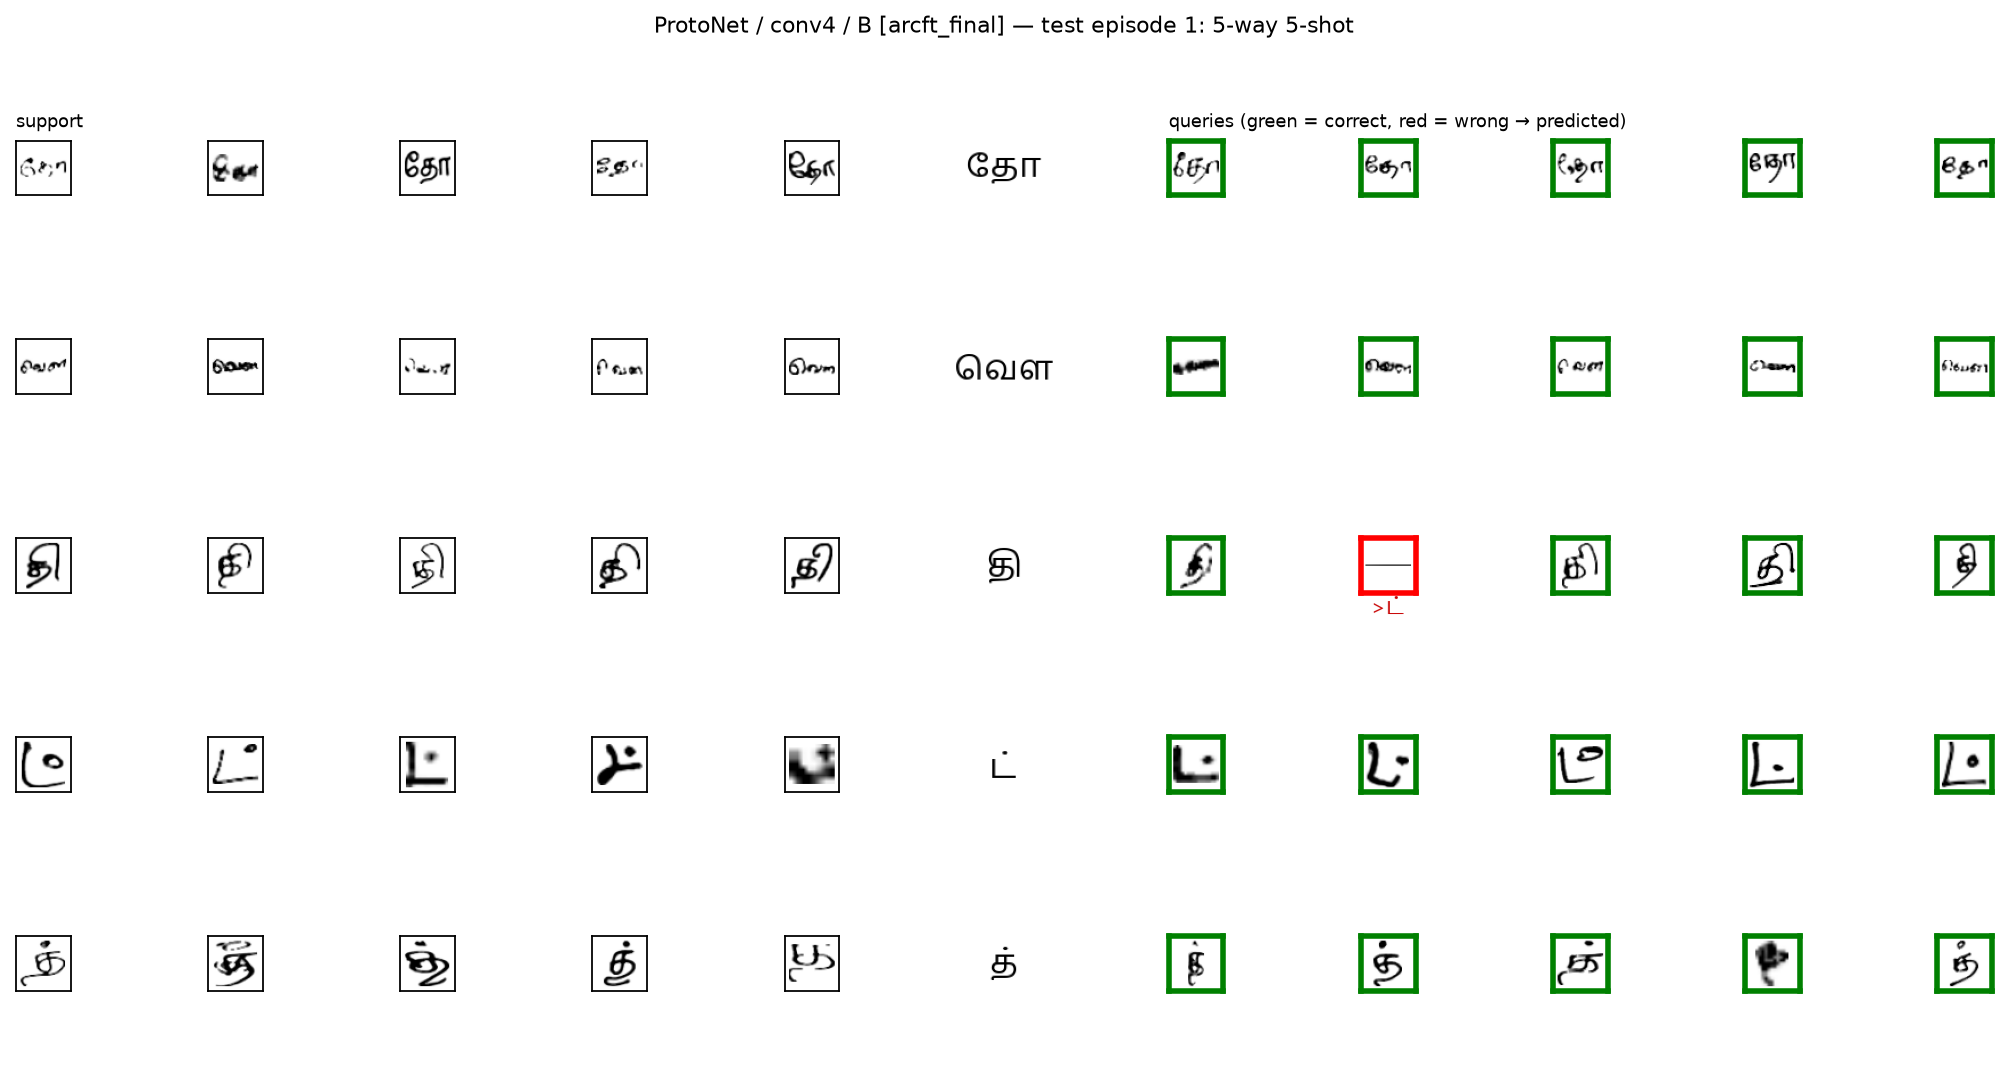 ProtoNet / conv4 / B [arcft_final] — test episode 1: 5-way 5-shot
support
queries (green = correct, red = wrong → predicted)
தோ தோ தோ தோ தோ தோ தோ தோ தோ தோ தோ
வௌ வௌ வௌ வௌ வௌ வௌ வௌ வௌ வௌ வௌ
தி தி தி தி தி தி தி தி தி தி
>ட்
ட் ட் ட் ட் ட் ட் ட் ட் ட் ட் ட்
த் த் த் த் த் த் த் த் த்